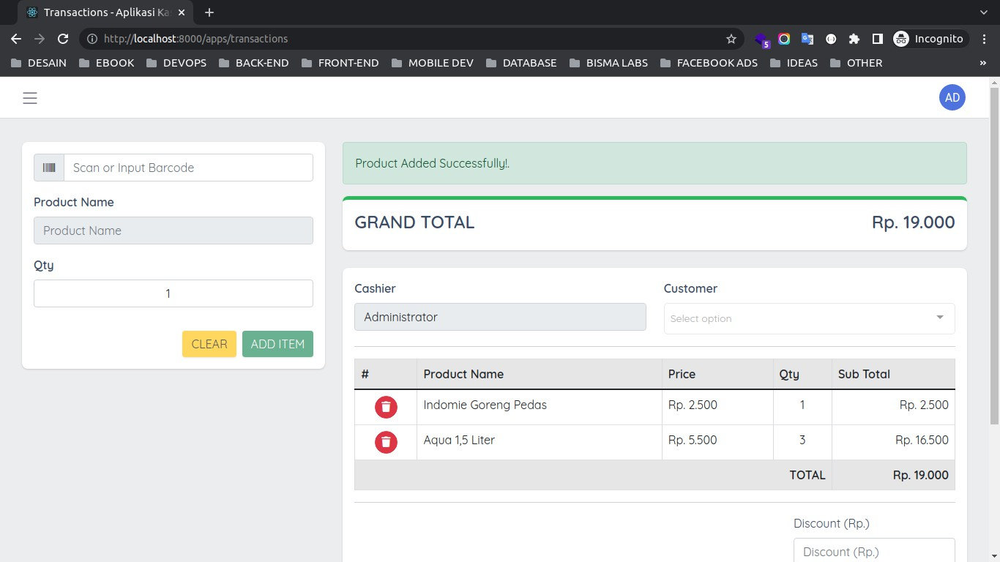 Transactions - Aplikasi Ka
http://localhost:8000/apps/transactions
5
Incognito
DESAIN
EBOOK
DEVOPS
BACK-END
FRONT-END
MOBILE DEV
DATABASE
BISMA LABS
FACEBOOK ADS
IDEAS
OTHER
»
AD
Scan or Input Barcode
Product Name
Product Name
Qty
1
CLEAR
ADD ITEM
Product Added Successfully!.
GRAND TOTAL
Rp. 19.000
Cashier
Customer
Administrator
Select option
# Product Name Price Qty Sub Total
Indomie Goreng Pedas Rp. 2.500 1 Rp. 2.500
Aqua 1,5 Liter Rp. 5.500 3 Rp. 16.500
TOTAL Rp. 19.000
Discount (Rp.)
Discount (Rp.)